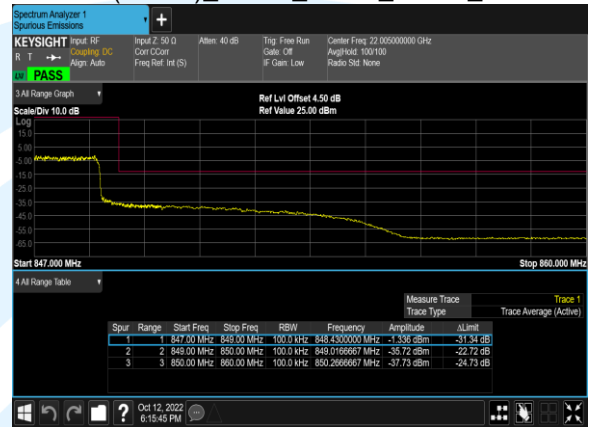 Spectrum Analyzer 1
Spurious Emissions
KEYSIGHT Input: RF
R T Coupling: DC
Align: Auto
Input Z: 50 Ω
Corr CCorr
Freq Ref: Int (S)
Atten: 40 dB
Trig: Free Run
Gate: Off
IF Gain: Low
Center Freq: 22.005000000 GHz
Avg|Hold: 100/100
Radio Std: None
PASS
3 All Range Graph
Scale/Div 10.0 dB
Ref Lvl Offset 4.50 dB
Ref Value 25.00 dBm
Log
15.0
5.00
-5.00
-15.0
-25.0
-35.0
-45.0
-55.0
-65.0
Start 847.000 MHz
Stop 860.000 MHz
4 All Range Table
Measure Trace Trace 1
Trace Type Trace Average (Active)
Spur Range Start Freq Stop Freq RBW Frequency Amplitude ΔLimit
1 1 847.00 MHz 849.00 MHz 100.0 kHz 848.4300000 MHz -1.336 dBm -31.34 dB
2 2 849.00 MHz 850.00 MHz 100.0 kHz 849.0166667 MHz -35.72 dBm -22.72 dB
3 3 850.00 MHz 860.00 MHz 100.0 kHz 850.2666667 MHz -37.73 dBm -24.73 dB
?
Oct 12, 2022
6:15:45 PM